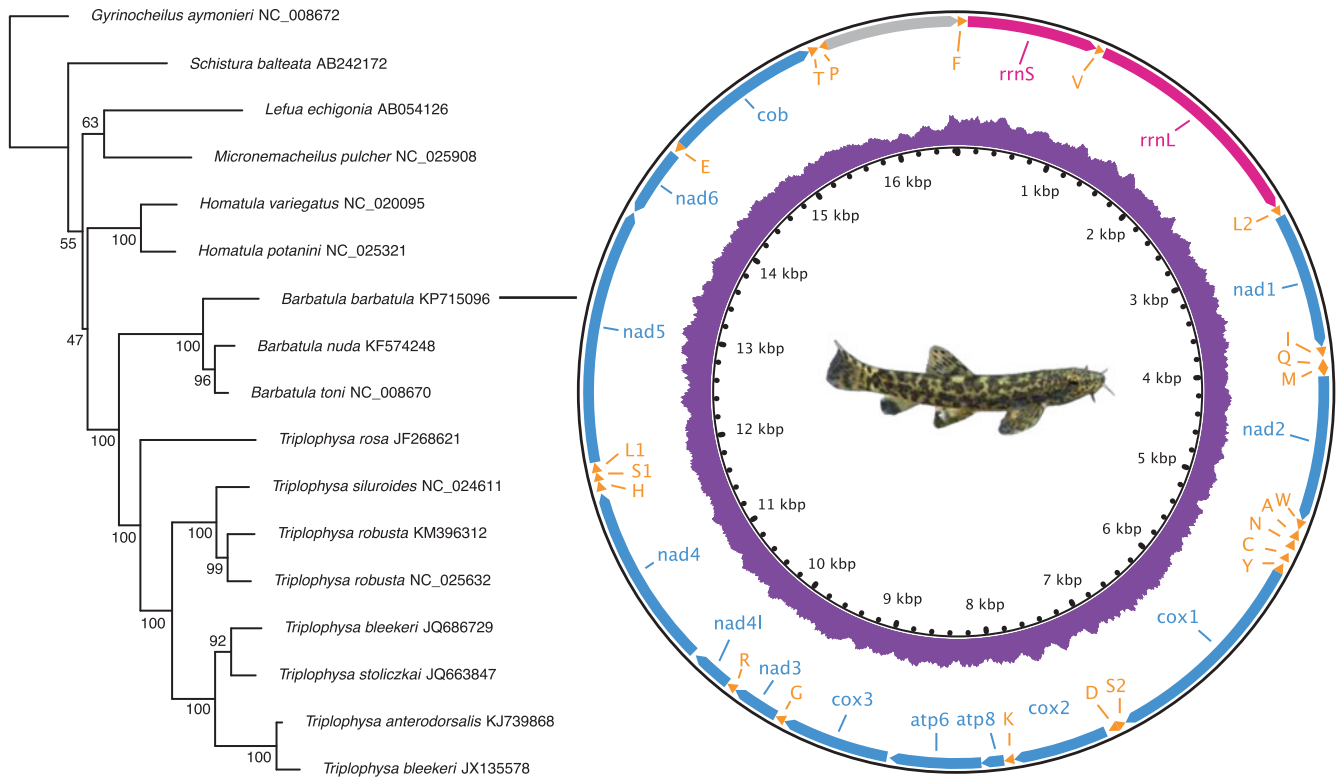 Gyrinocheilus aymonieri NC_008672
Schistura balteata AB242172
Lefua echigonia AB054126
63
Micronemacheilus pulcher NC_025908
Homatula variegatus NC_020095
100
55
Homatula potanini NC_025321
Barbatula barbatula KP715096
47
100
Barbatula nuda KF574248
96
Barbatula toni NC_008670
100
Triplophysa rosa JF268621
Triplophysa siluroides NC_024611
100
100
Triplophysa robusta KM396312
99
Triplophysa robusta NC_025632
100
Triplophysa bleekeri JQ686729
92
Triplophysa stoliczkai JQ663847
100
Triplophysa anterodorsalis KJ739868
100
Triplophysa bleekeri JX135578
F
rrnS
V
rrnL
L2
nad1
I
Q
M
nad2
W
A
N
C
Y
cox1
S2
D
cox2
K
atp8
atp6
cox3
G
nad3
R
nad4l
nad4
H
S1
L1
nad5
nad6
E
cob
T
P
1 kbp
2 kbp
3 kbp
4 kbp
5 kbp
6 kbp
7 kbp
8 kbp
9 kbp
10 kbp
11 kbp
12 kbp
13 kbp
14 kbp
15 kbp
16 kbp